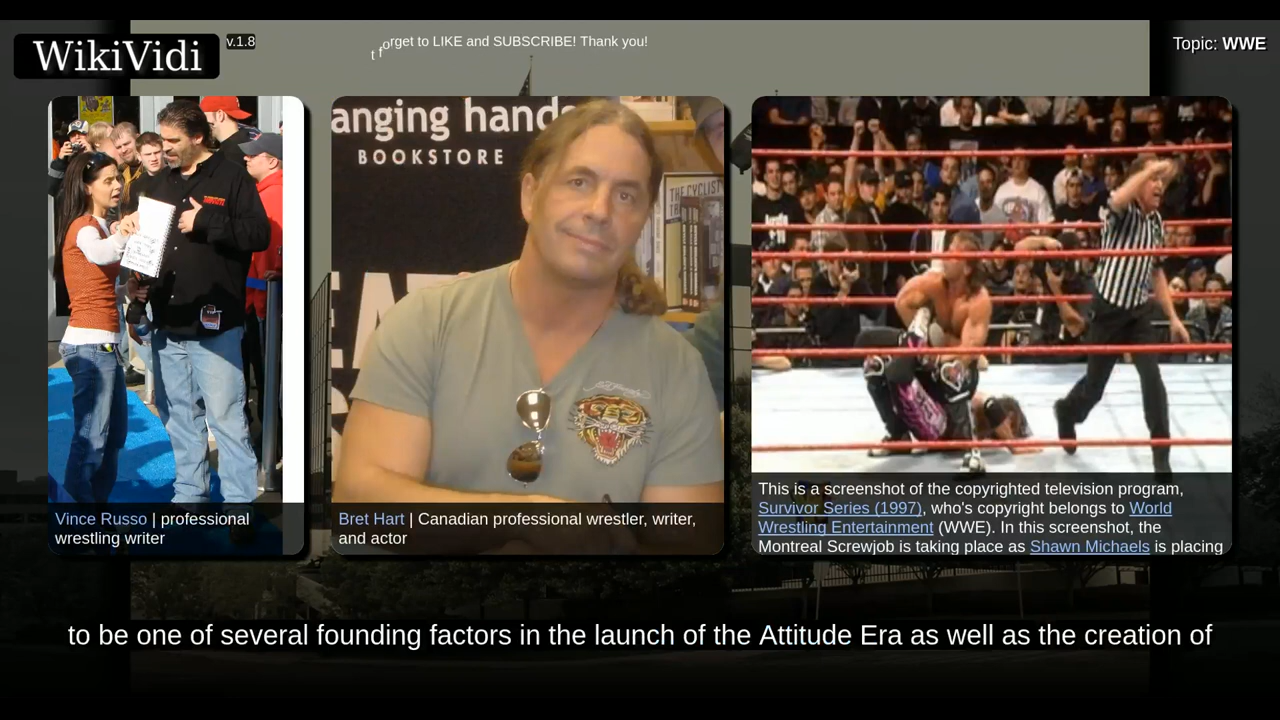 WikiVidi
v.1.8
t forget to LIKE and SUBSCRIBE! Thank you!
Topic: WWE
anging hands
BOOKSTORE
THE CYCLIST
Vince Russo | professional
wrestling writer
Bret Hart | Canadian professional wrestler, writer,
and actor
This is a screenshot of the copyrighted television program,
Survivor Series (1997), who's copyright belongs to World
Wrestling Entertainment (WWE). In this screenshot, the
Montreal Screwjob is taking place as Shawn Michaels is placing
to be one of several founding factors in the launch of the Attitude Era as well as the creation of